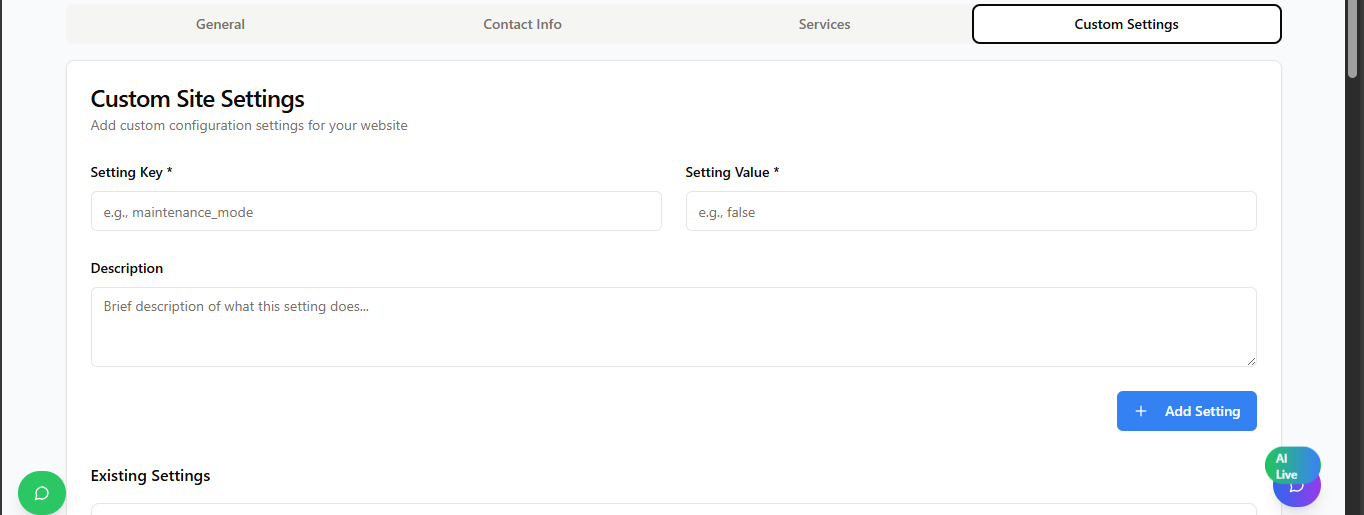 General Contact Info Services Custom Settings
Custom Site Settings
Add custom configuration settings for your website
Setting Key * Setting Value *
e.g., maintenance_mode e.g., false
Description
Brief description of what this setting does...
+ Add Setting
AI
Live
Existing Settings